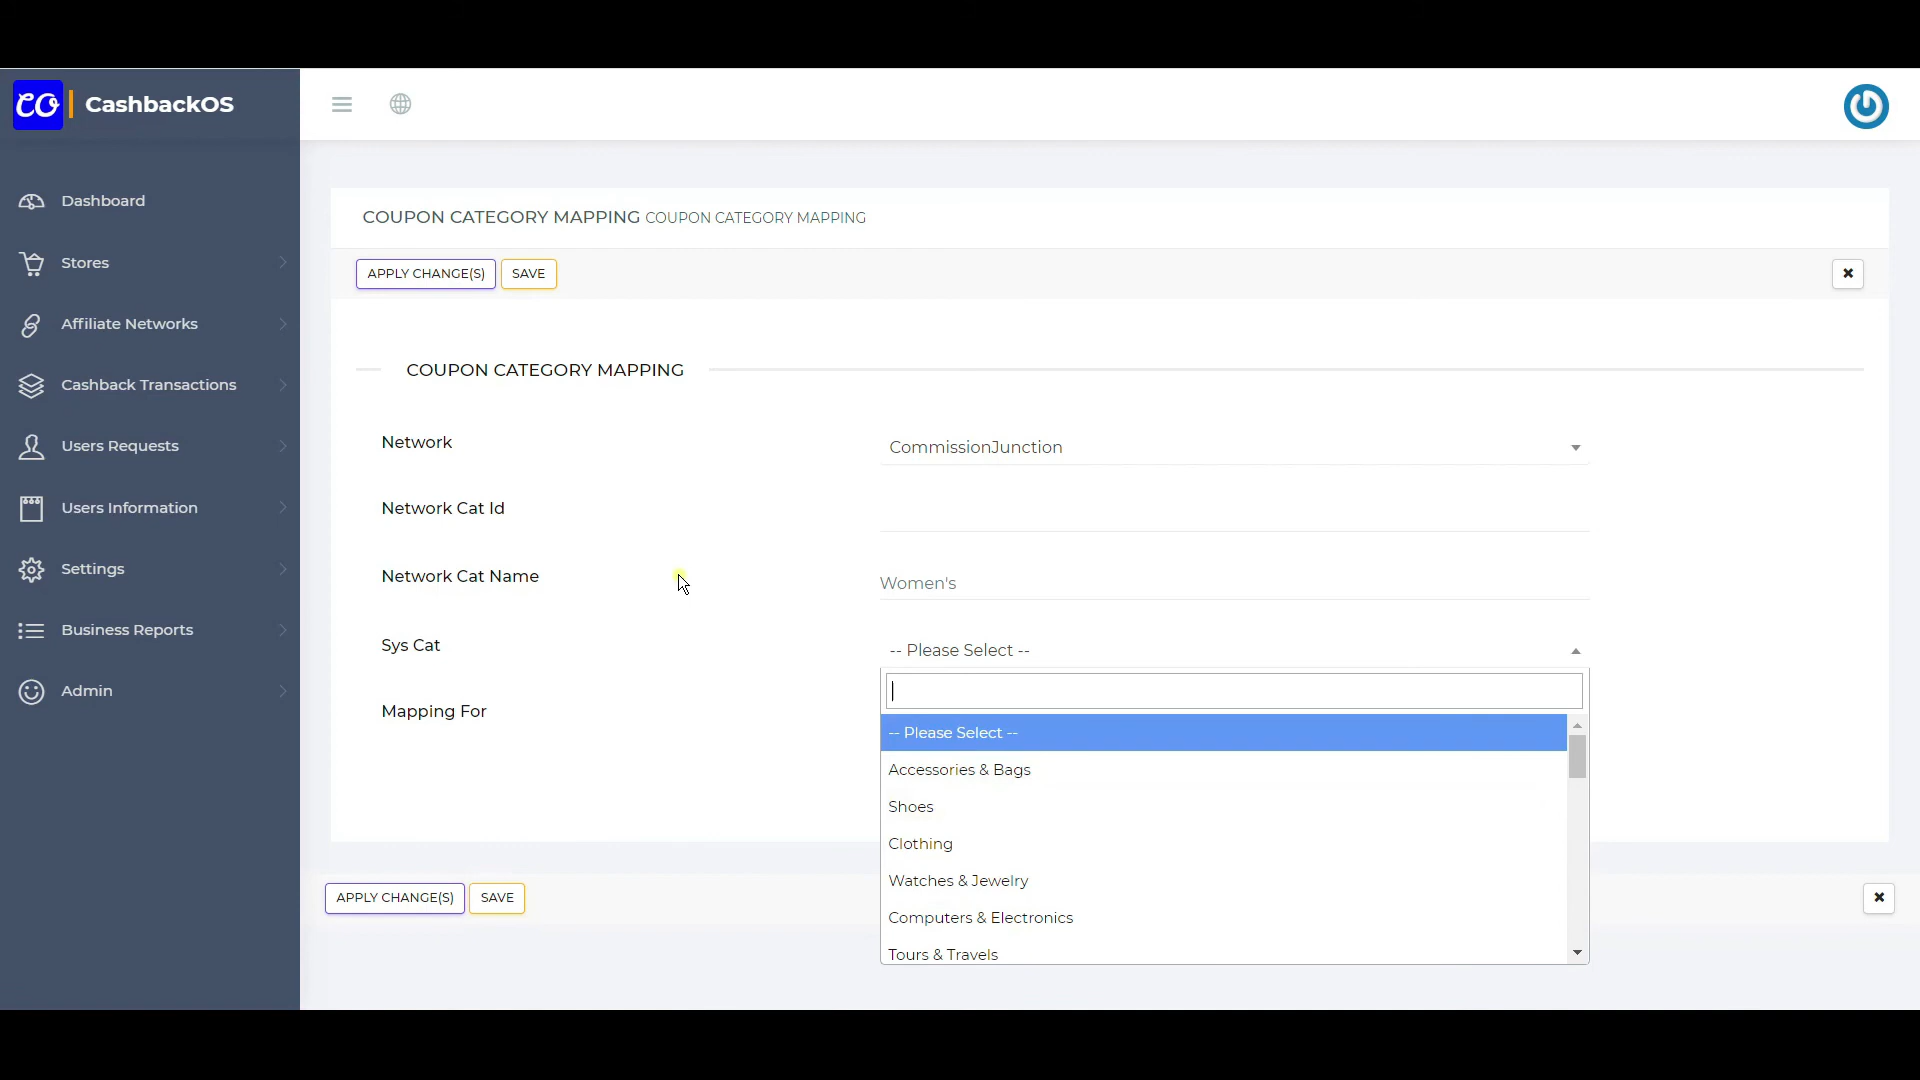 CO | CashbackOS
Dashboard
Stores
Affiliate Networks
Cashback Transactions
Users Requests
Users Information
Settings
Business Reports
Admin
COUPON CATEGORY MAPPING COUPON CATEGORY MAPPING
APPLY CHANGE(S) SAVE
COUPON CATEGORY MAPPING
Network CommissionJunction
Network Cat Id
Network Cat Name Women's
Sys Cat -- Please Select --
Mapping For
-- Please Select --
Accessories & Bags
Shoes
Clothing
Watches & Jewelry
Computers & Electronics
Tours & Travels
APPLY CHANGE(S) SAVE